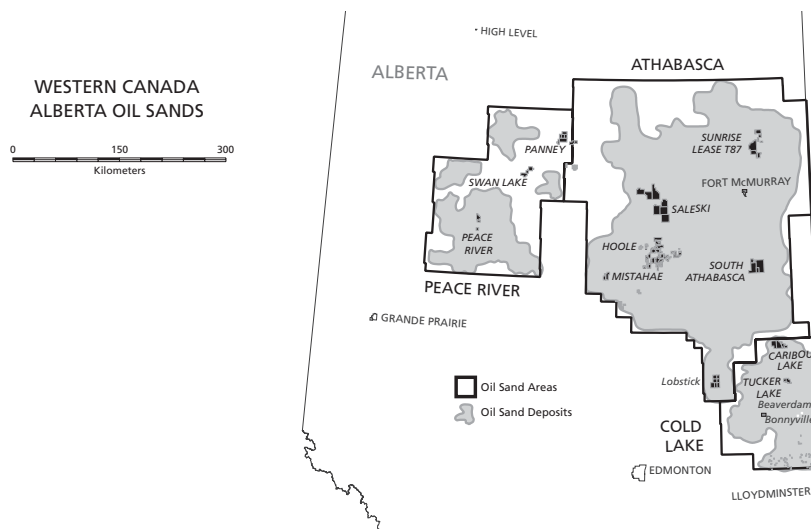 WESTERN CANADA
ALBERTA OIL SANDS
0 150 300
Kilometers
HIGH LEVEL
ALBERTA
ATHABASCA
PANNEY
SWAN LAKE
SUNRISE
LEASE T87
FORT McMURRAY
SALESKI
PEACE
RIVER
HOOLE
MISTAHAE
SOUTH
ATHABASCA
PEACE RIVER
GRANDE PRAIRIE
Oil Sand Areas
Oil Sand Deposits
Lobstick
CARIBOU
LAKE
TUCKER
LAKE
Beaverdam
Bonnyville
COLD
LAKE
EDMONTON
LLOYDMINSTER